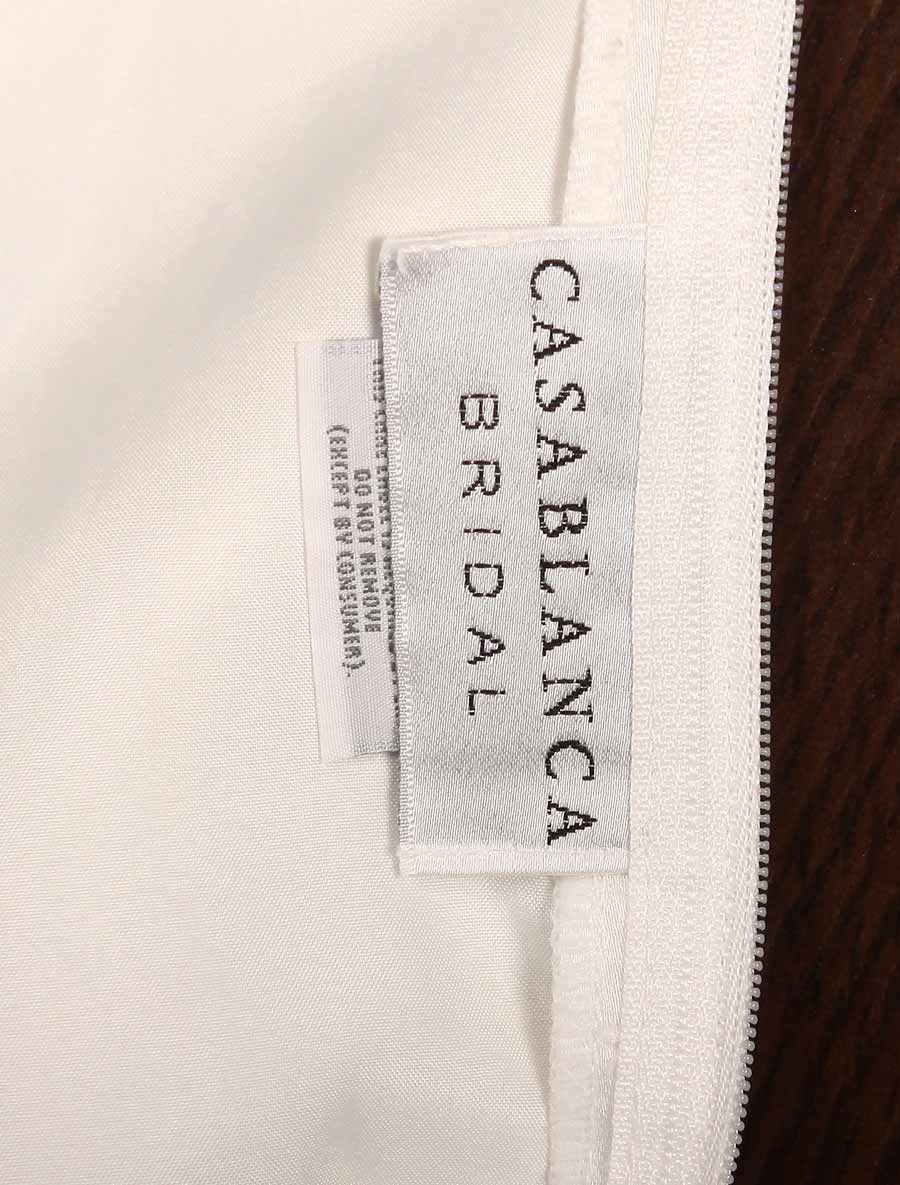 CASABLANCA
BRIDAL
DO NOT REMOVE
(EXCEPT BY CONSUMER).